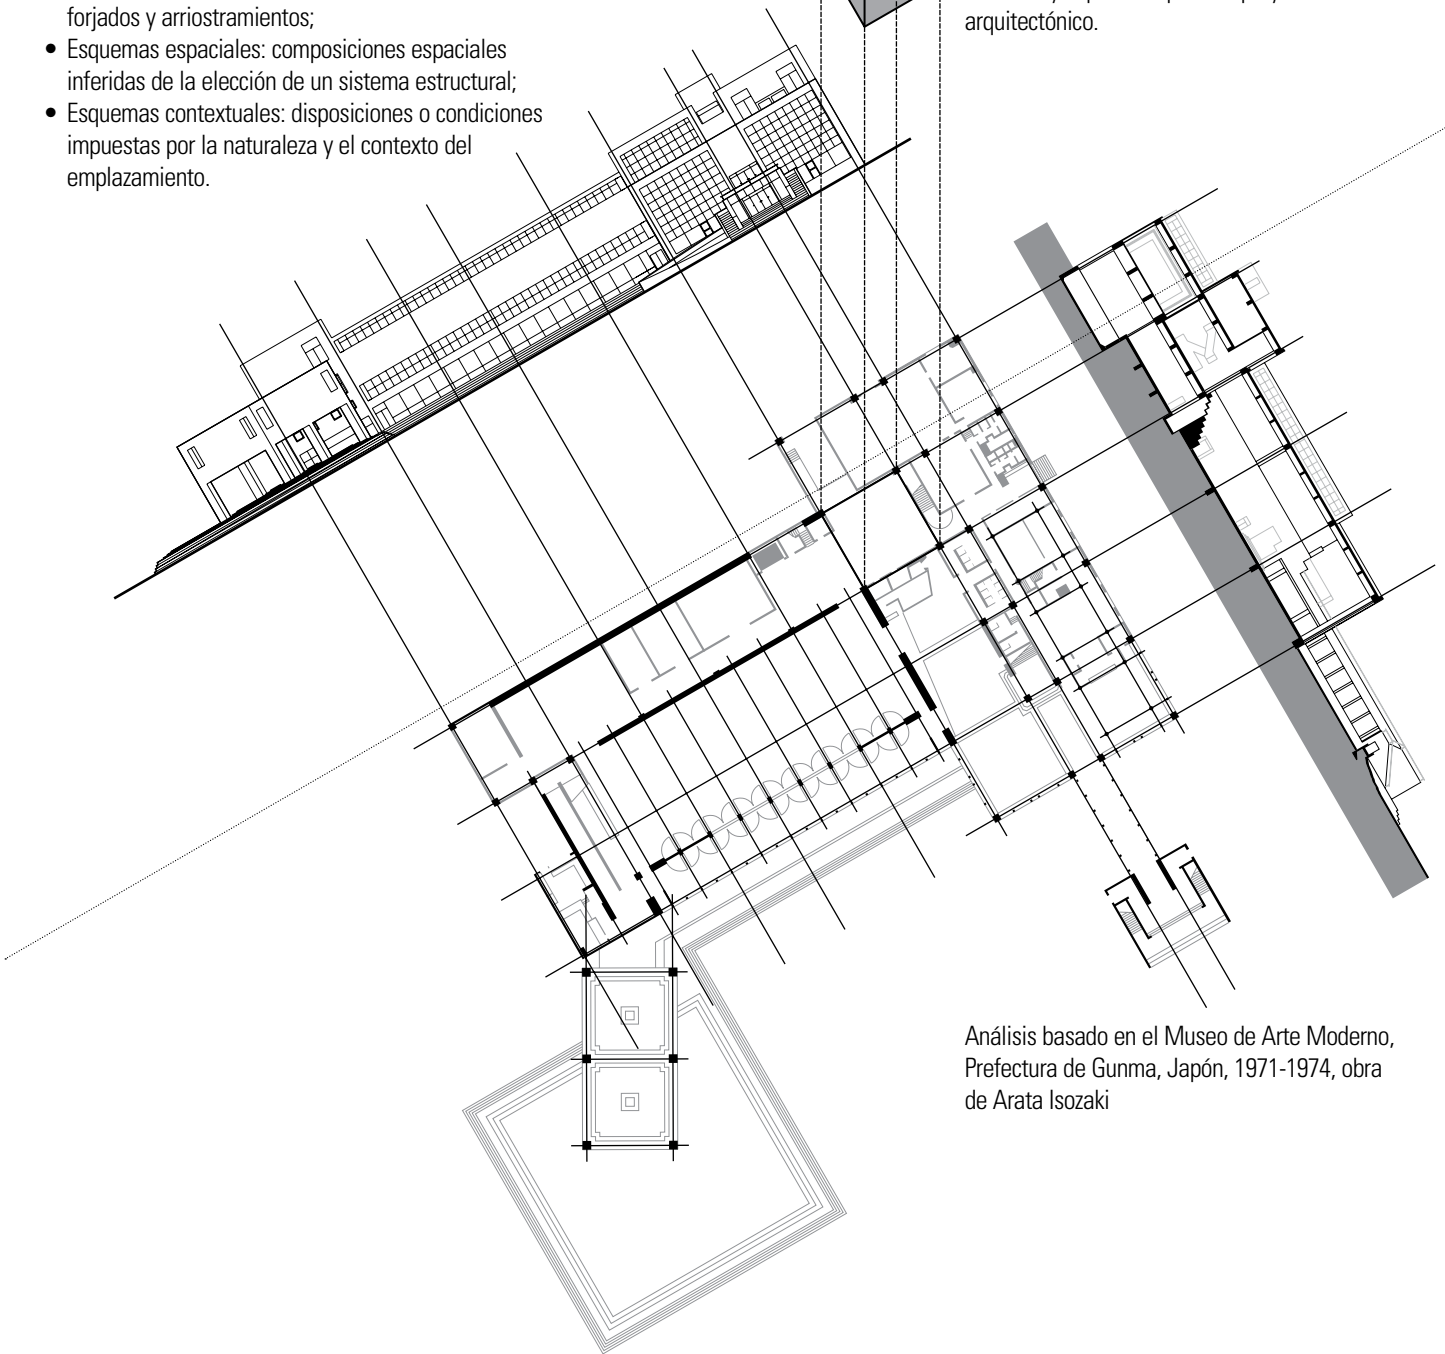 forjados y arriostramientos;
• Esquemas espaciales: composiciones espaciales
inferidas de la elección de un sistema estructural;
• Esquemas contextuales: disposiciones o condiciones
impuestas por la naturaleza y el contexto del
emplazamiento.
arquitectónico.
Análisis basado en el Museo de Arte Moderno,
Prefectura de Gunma, Japón, 1971-1974, obra
de Arata Isozaki